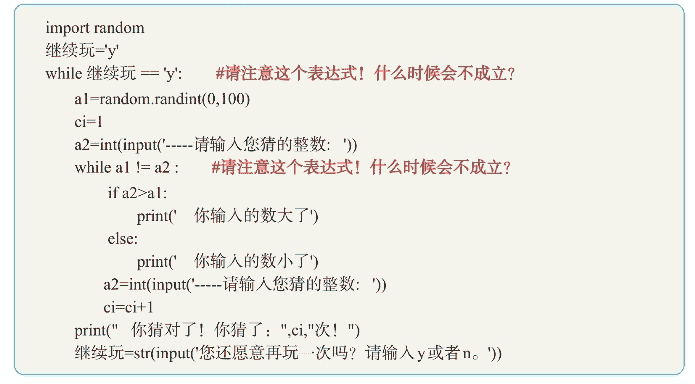 import random
继续玩='y'
while 继续玩 == 'y':    #请注意这个表达式！什么时候会不成立？
    a1=random.randint(0,100)
    ci=1
    a2=int(input('-----请输入您猜的整数：'))
    while a1 != a2 :    #请注意这个表达式！什么时候会不成立？
        if a2>a1:
            print('    你输入的数大了')
        else:
            print('    你输入的数小了')
        a2=int(input('-----请输入您猜的整数：'))
        ci=ci+1
    print("    你猜对了！你猜了：",ci,"次！")
    继续玩=str(input('您还愿意再玩一次吗？请输入y或者n。'))